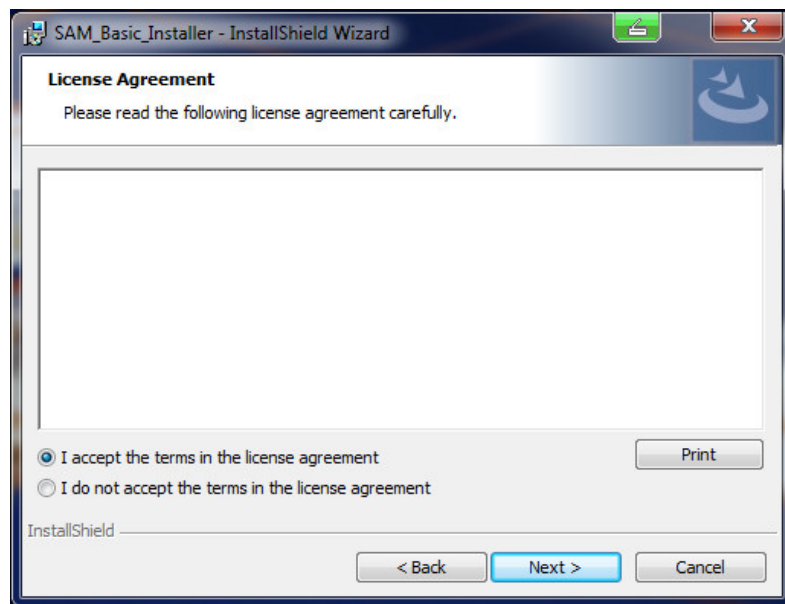 SAM_Basic_Installer - InstallShield Wizard
License Agreement
Please read the following license agreement carefully.
I accept the terms in the license agreement
Print
I do not accept the terms in the license agreement
InstallShield
< Back
Next >
Cancel